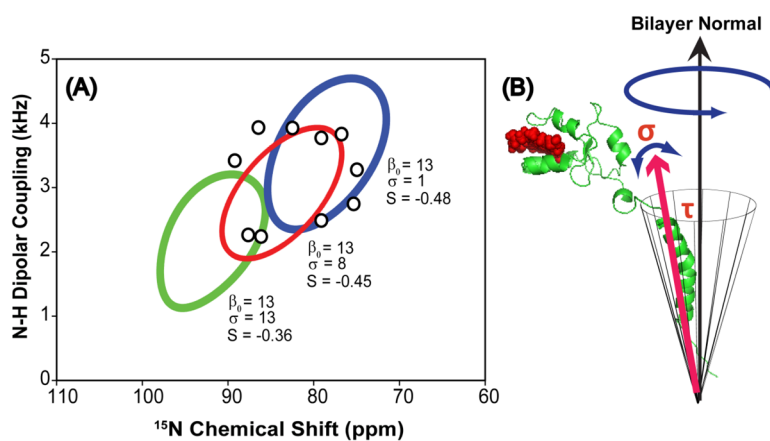 (A)
N-H Dipolar Coupling (kHz)
5
4
3
2
1
0
110
100
90
80
70
60
¹⁵N Chemical Shift (ppm)
β₀ = 13
σ = 1
S = -0.48
β₀ = 13
σ = 8
S = -0.45
β₀ = 13
σ = 13
S = -0.36
Bilayer Normal
(B)
σ
τ